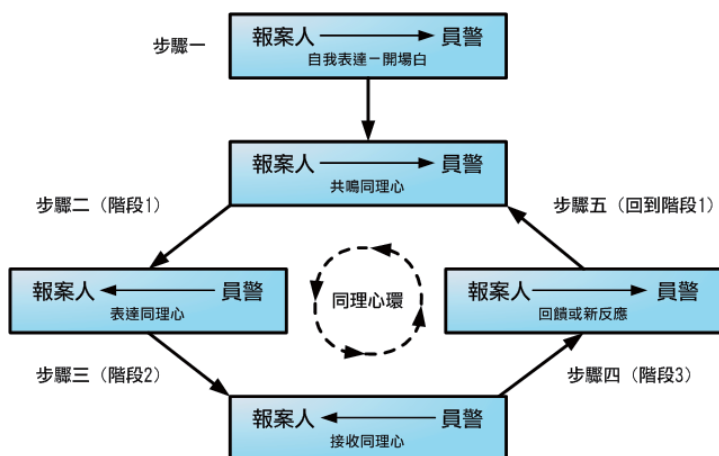 步驟一
報案人 員警
自我表達－開場白
報案人 員警
共鳴同理心
步驟二（階段1）
步驟五（回到階段1）
報案人 員警
表達同理心
同理心環
報案人 員警
回饋或新反應
步驟三（階段2）
步驟四（階段3）
報案人 員警
接收同理心